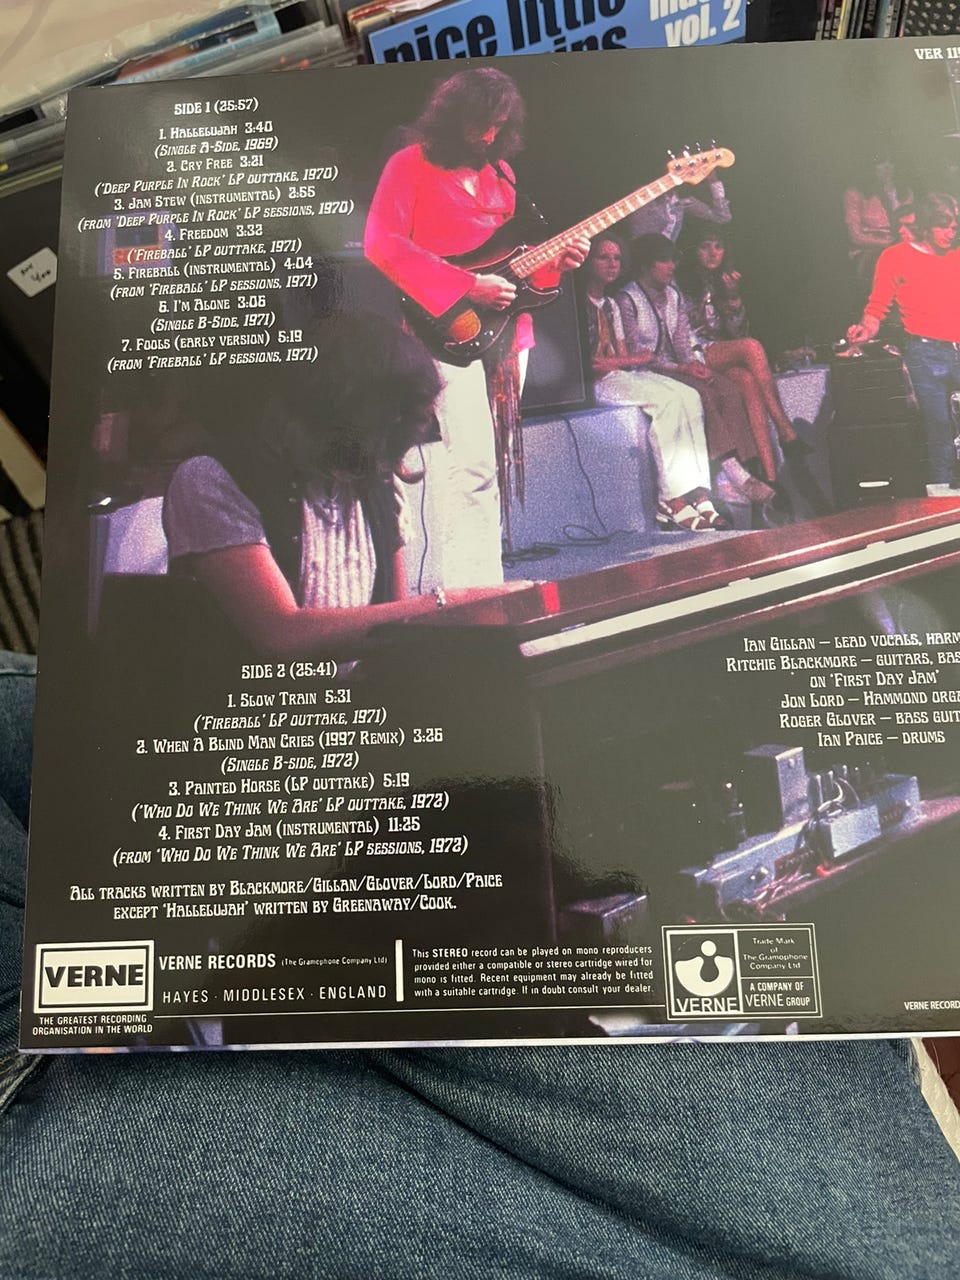 nice little
vol. 2
VER 11
SIDE 1 (25:57)
1. HALLELUJAH 3:40
(SINGLE A-SIDE, 1969)
2. CRY FREE 3:21
('DEEP PURPLE IN ROCK' LP OUTTAKE, 1970)
3. JAM STEW (INSTRUMENTAL) 2:55
(FROM 'DEEP PURPLE IN ROCK' LP SESSIONS, 1970)
4. FREEDOM 3:32
('FIREBALL' LP OUTTAKE, 1971)
5. FIREBALL (INSTRUMENTAL) 4:04
(FROM 'FIREBALL' LP SESSIONS, 1971)
6. I'M ALONE 3:06
(SINGLE B-SIDE, 1971)
7. FOOLS (EARLY VERSION) 5:19
(FROM 'FIREBALL' LP SESSIONS, 1971)
SIDE 2 (25:41)
1. SLOW TRAIN 5:31
('FIREBALL' LP OUTTAKE, 1971)
2. WHEN A BLIND MAN CRIES (1997 REMIX) 3:26
(SINGLE B-SIDE, 1972)
3. PAINTED HORSE (LP OUTTAKE) 5:19
('WHO DO WE THINK WE ARE' LP OUTTAKE, 1972)
4. FIRST DAY JAM (INSTRUMENTAL) 11:25
(FROM 'WHO DO WE THINK WE ARE' LP SESSIONS, 1972)
ALL TRACKS WRITTEN BY BLACKMORE/GILLAN/GLOVER/LORD/PAICE
EXCEPT 'HALLELUJAH' WRITTEN BY GREENAWAY/COOK.
IAN GILLAN – LEAD VOCALS, HARM
RITCHIE BLACKMORE – GUITARS, BAS
ON 'FIRST DAY JAM'
JON LORD – HAMMOND ORG
ROGER GLOVER – BASS GUIT
IAN PAICE – DRUMS
VERNE
THE GREATEST RECORDING
ORGANISATION IN THE WORLD
VERNE RECORDS (The Gramophone Company Ltd)
HAYES · MIDDLESEX · ENGLAND
This STEREO record can be played on mono reproducers
provided either a compatible or stereo cartridge wired for
mono is fitted. Recent equipment may already be fitted
with a suitable cartridge. If in doubt consult your dealer.
VERNE
Trade Mark
of
The Gramophone
Company Ltd
A COMPANY OF
VERNE GROUP
VERNE RECORD